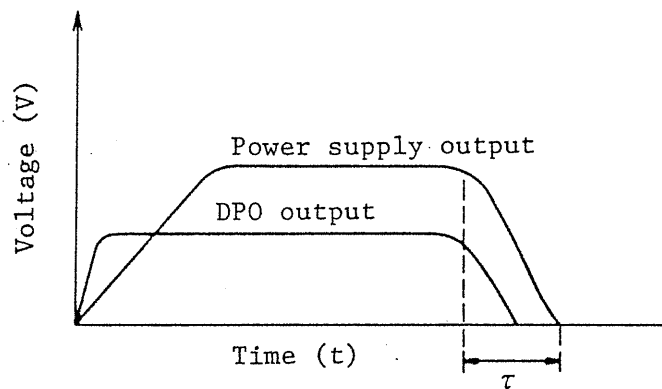 Voltage (V)
Power supply output
DPO output
Time (t)
τ